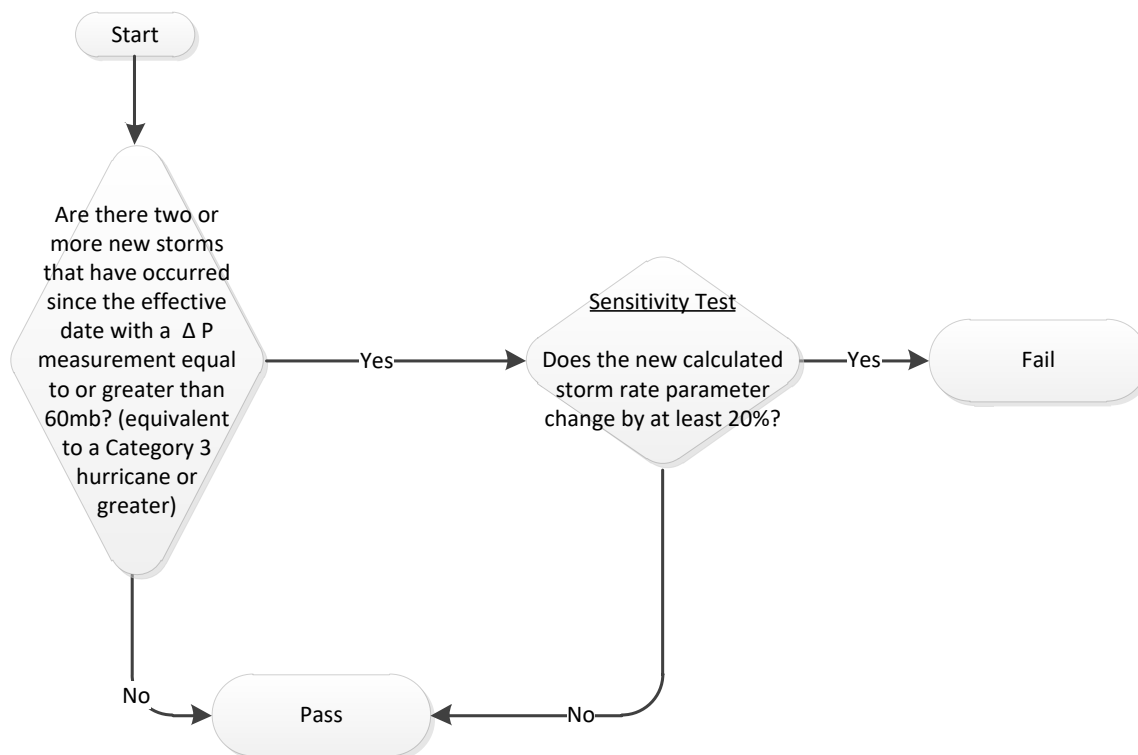 Start
Are there two or
more new storms
that have occurred
since the effective
date with a Δ P
measurement equal
to or greater than
60mb? (equivalent
to a Category 3
hurricane or
greater)
Yes
Sensitivity Test
Does the new calculated
storm rate parameter
change by at least 20%?
Yes
Fail
No
Pass
No